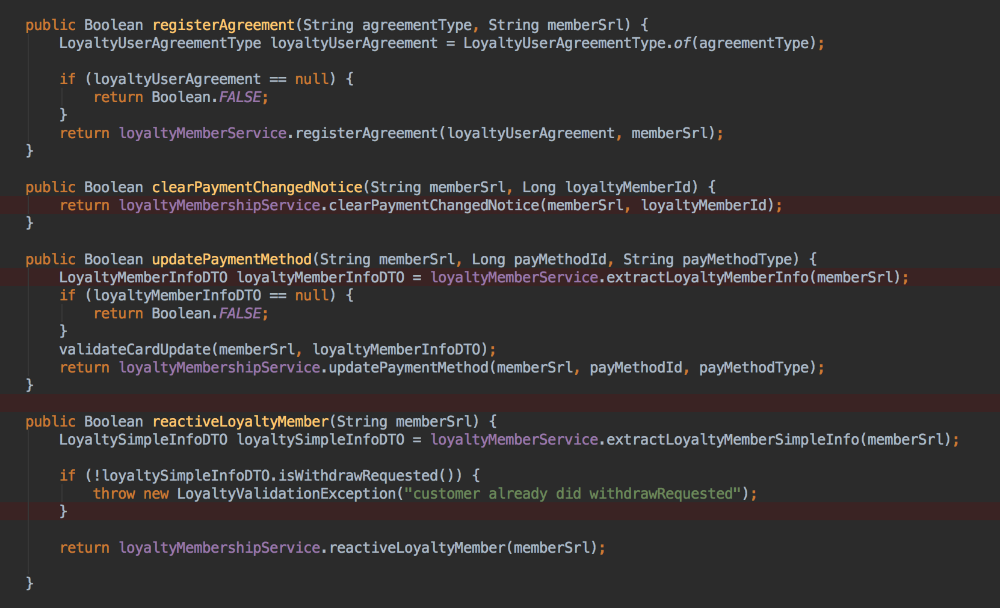 public Boolean registerAgreement(String agreementType, String memberSrl) {
LoyaltyUserAgreementType loyaltyUserAgreement = LoyaltyUserAgreementType.of(agreementType);
if (loyaltyUserAgreement == null) {
return Boolean.FALSE;
}
return loyaltyMemberService.registerAgreement(loyaltyUserAgreement, memberSrl);
}
public Boolean clearPaymentChangedNotice(String memberSrl, Long loyaltyMemberId) {
return loyaltyMembershipService.clearPaymentChangedNotice(memberSrl, loyaltyMemberId);
}
public Boolean updatePaymentMethod(String memberSrl, Long payMethodId, String payMethodType) {
LoyaltyMemberInfoDTO loyaltyMemberInfoDTO = loyaltyMemberService.extractLoyaltyMemberInfo(memberSrl);
if (loyaltyMemberInfoDTO == null) {
return Boolean.FALSE;
}
validateCardUpdate(memberSrl, loyaltyMemberInfoDTO);
return loyaltyMembershipService.updatePaymentMethod(memberSrl, payMethodId, payMethodType);
}
public Boolean reactiveLoyaltyMember(String memberSrl) {
LoyaltySimpleInfoDTO loyaltySimpleInfoDTO = loyaltyMemberService.extractLoyaltyMemberSimpleInfo(memberSrl);
if (!loyaltySimpleInfoDTO.isWithdrawRequested()) {
throw new LoyaltyValidationException("customer already did withdrawRequested");
}
return loyaltyMembershipService.reactiveLoyaltyMember(memberSrl);
}